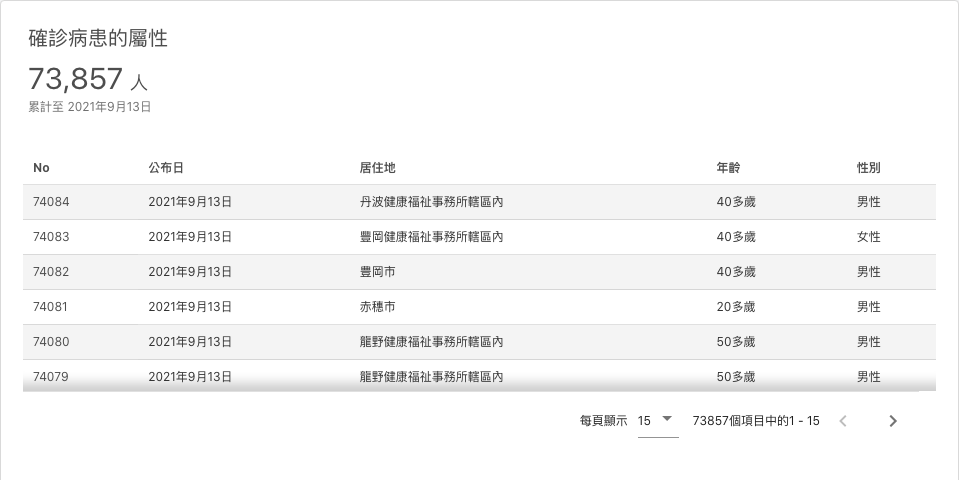 確診病患的屬性
73,857 人
累計至 2021年9月13日
No 公布日 居住地 年齡 性別
74084 2021年9月13日 丹波健康福祉事務所轄區內 40多歲 男性
74083 2021年9月13日 豐岡健康福祉事務所轄區內 40多歲 女性
74082 2021年9月13日 豊岡市 40多歲 男性
74081 2021年9月13日 赤穗市 20多歲 男性
74080 2021年9月13日 龍野健康福祉事務所轄區內 50多歲 男性
74079 2021年9月13日 龍野健康福祉事務所轄區內 50多歲 男性
每頁顯示 15 73857個項目中的1 - 15